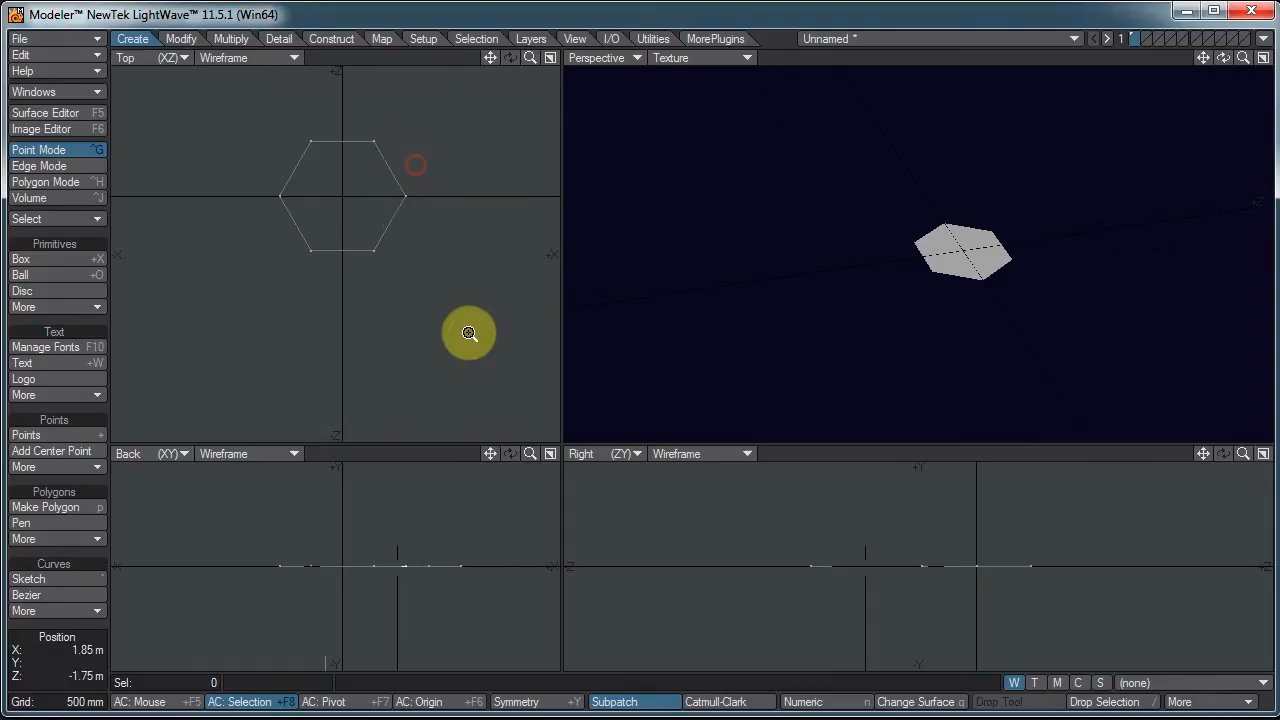 Modeler™ NewTek LightWave™ 11.5.1 (Win64)
File
Edit
Help
Windows
Surface Editor F5
Image Editor F6
Point Mode ^G
Edge Mode
Polygon Mode ^H
Volume ^J
Select
Primitives
Box +X
Ball +O
Disc
More
Text
Manage Fonts F10
Text +W
Logo
More
Points
Points +
Add Center Point
More
Polygons
Make Polygon p
Pen
More
Curves
Sketch '
Bezier
More
Position
X: 1.85 m
Y:
Z: -1.75 m
Grid: 500 mm
Create Modify Multiply Detail Construct Map Setup Selection Layers View I/O Utilities MorePlugins Unnamed * < > 1
Top (XZ) Wireframe
+Z
-X
+X
-Z
Perspective Texture
+Z
Back (XY) Wireframe
+Y
-X
+X
-Y
Right (ZY) Wireframe
+Y
-Z
+Z
-Y
Sel: 0
W T M C S (none)
AC: Mouse +F5 AC: Selection +F8 AC: Pivot +F7 AC: Origin +F6 Symmetry +Y Subpatch Catmull-Clark Numeric n Change Surface q Drop Tool Drop Selection / More